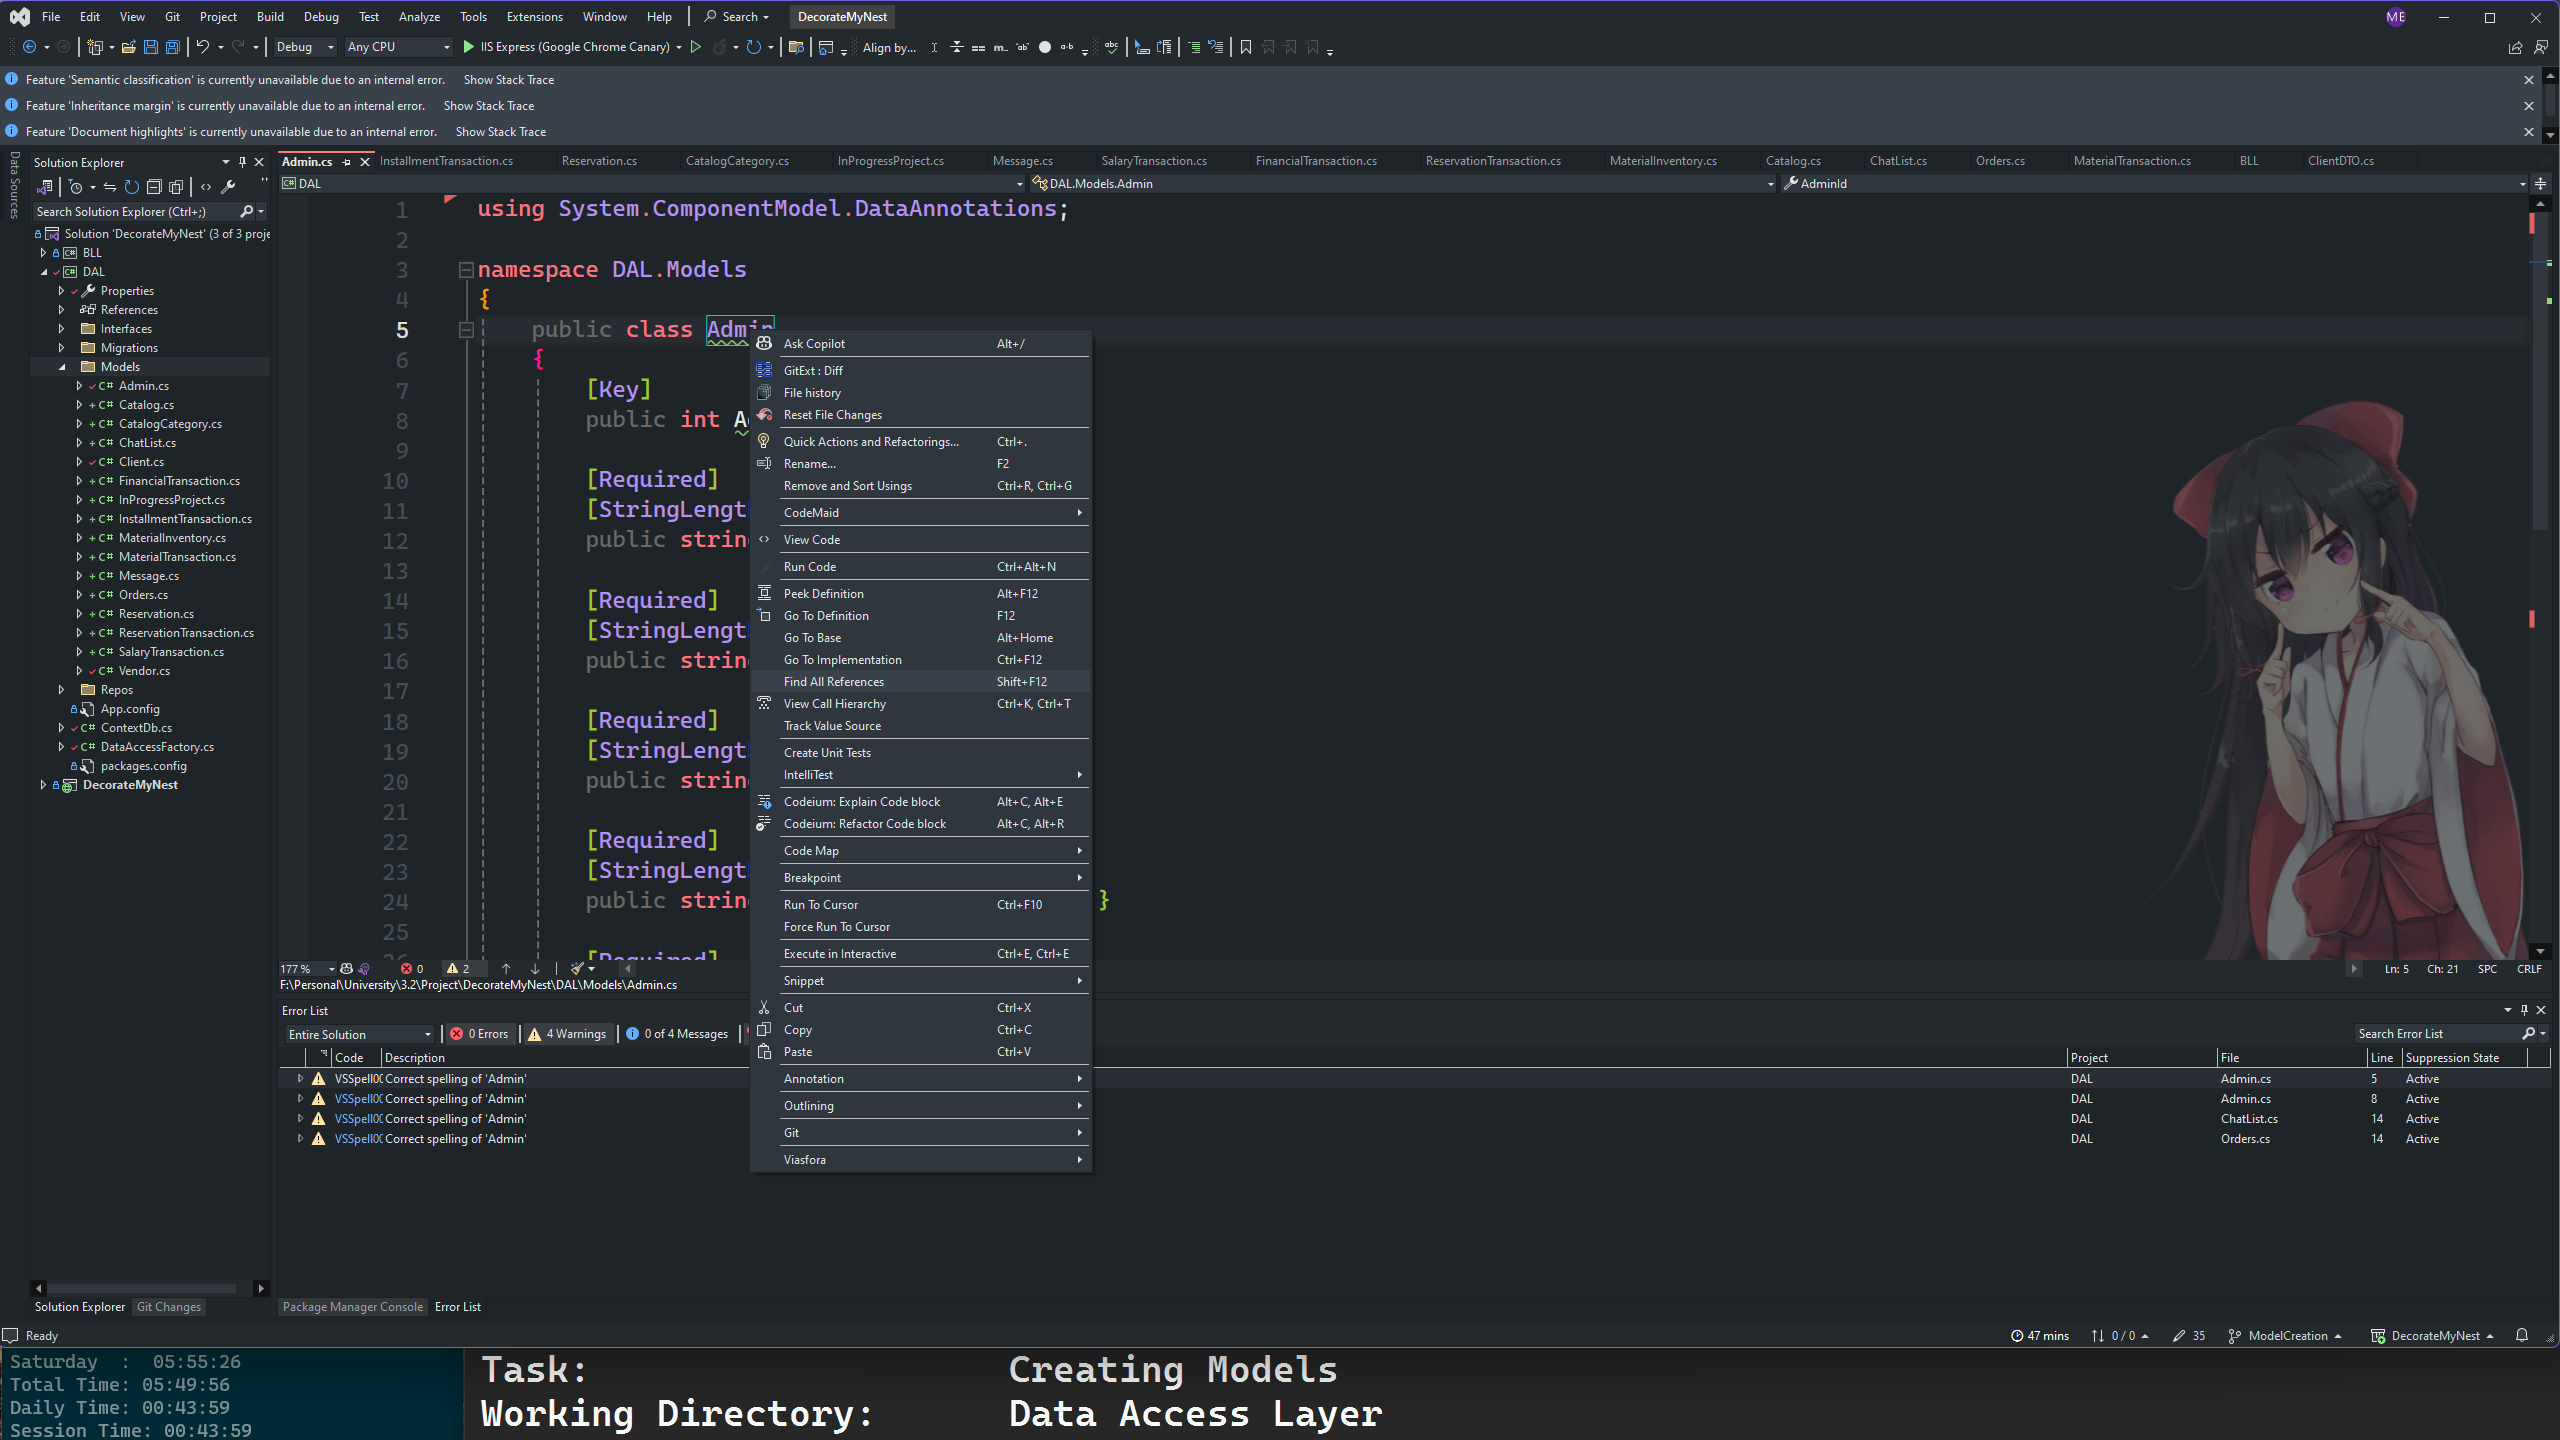 File Edit View Git Project Build Debug Test Analyze Tools Extensions Window Help Search DecorateMyNest ME
Debug Any CPU IIS Express (Google Chrome Canary) Align by...
Feature 'Semantic classification' is currently unavailable due to an internal error. Show Stack Trace
Feature 'Inheritance margin' is currently unavailable due to an internal error. Show Stack Trace
Feature 'Document highlights' is currently unavailable due to an internal error. Show Stack Trace
Data Sources
Solution Explorer
Search Solution Explorer (Ctrl+;)
Solution 'DecorateMyNest' (3 of 3 proje
BLL
DAL
Properties
References
Interfaces
Migrations
Models
C# Admin.cs
C# Catalog.cs
C# CatalogCategory.cs
C# ChatList.cs
C# Client.cs
C# FinancialTransaction.cs
C# InProgressProject.cs
C# InstallmentTransaction.cs
C# MaterialInventory.cs
C# MaterialTransaction.cs
C# Message.cs
C# Orders.cs
C# Reservation.cs
C# ReservationTransaction.cs
C# SalaryTransaction.cs
C# Vendor.cs
Repos
App.config
C# ContextDb.cs
C# DataAccessFactory.cs
packages.config
DecorateMyNest
Solution Explorer Git Changes
Admin.cs InstallmentTransaction.cs Reservation.cs CatalogCategory.cs InProgressProject.cs Message.cs SalaryTransaction.cs FinancialTransaction.cs ReservationTransaction.cs MaterialInventory.cs Catalog.cs ChatList.cs Orders.cs MaterialTransaction.cs BLL ClientDTO.cs
DAL DAL.Models.Admin AdminId
1 using System.ComponentModel.DataAnnotations;
2
3 namespace DAL.Models
4 {
5 public class Admin
6 {
7 [Key]
8 public int A
9
10 [Required]
11 [StringLength
12 public string
13
14 [Required]
15 [StringLength
16 public string
17
18 [Required]
19 [StringLength
20 public string
21
22 [Required]
23 [StringLength
24 public string }
25
26 [Required]
Ask Copilot Alt+/
GitExt : Diff
File history
Reset File Changes
Quick Actions and Refactorings... Ctrl+.
Rename... F2
Remove and Sort Usings Ctrl+R, Ctrl+G
CodeMaid
View Code
Run Code Ctrl+Alt+N
Peek Definition Alt+F12
Go To Definition F12
Go To Base Alt+Home
Go To Implementation Ctrl+F12
Find All References Shift+F12
View Call Hierarchy Ctrl+K, Ctrl+T
Track Value Source
Create Unit Tests
IntelliTest
Codeium: Explain Code block Alt+C, Alt+E
Codeium: Refactor Code block Alt+C, Alt+R
Code Map
Breakpoint
Run To Cursor Ctrl+F10
Force Run To Cursor
Execute in Interactive Ctrl+E, Ctrl+E
Snippet
Cut Ctrl+X
Copy Ctrl+C
Paste Ctrl+V
Annotation
Outlining
Git
Viasfora
177 % 0 2 Ln: 5 Ch: 21 SPC CRLF
F:\Personal\University\3.2\Project\DecorateMyNest\DAL\Models\Admin.cs
Error List
Entire Solution 0 Errors 4 Warnings 0 of 4 Messages Search Error List
Code Description Project File Line Suppression State
VSSpell00 Correct spelling of 'Admin' DAL Admin.cs 5 Active
VSSpell00 Correct spelling of 'Admin' DAL Admin.cs 8 Active
VSSpell00 Correct spelling of 'Admin' DAL ChatList.cs 14 Active
VSSpell00 Correct spelling of 'Admin' DAL Orders.cs 14 Active
Package Manager Console Error List
Ready 47 mins 0 / 0 35 ModelCreation DecorateMyNest
Saturday : 05:55:26
Total Time: 05:49:56
Daily Time: 00:43:59
Session Time: 00:43:59
Task: Creating Models
Working Directory: Data Access Layer